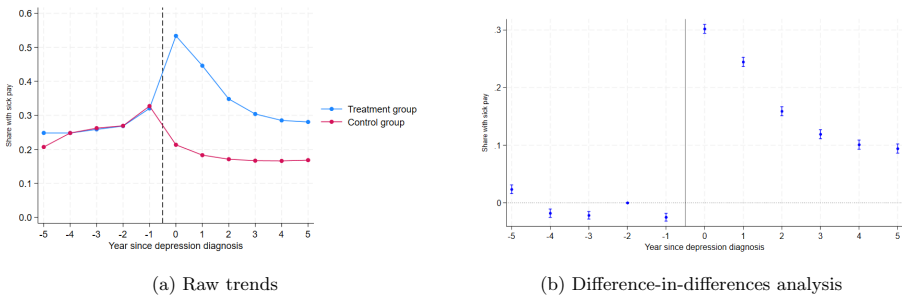 0.6
0.5
0.4
0.3
0.2
0.1
0.0
Share with sick pay
-5 -4 -3 -2 -1 0 1 2 3 4 5
Year since depression diagnosis
Treatment group
Control group
(a) Raw trends
.3
.2
.1
0
Share with sick pay
-5 -4 -3 -2 -1 0 1 2 3 4 5
Year since depression diagnosis
(b) Difference-in-differences analysis